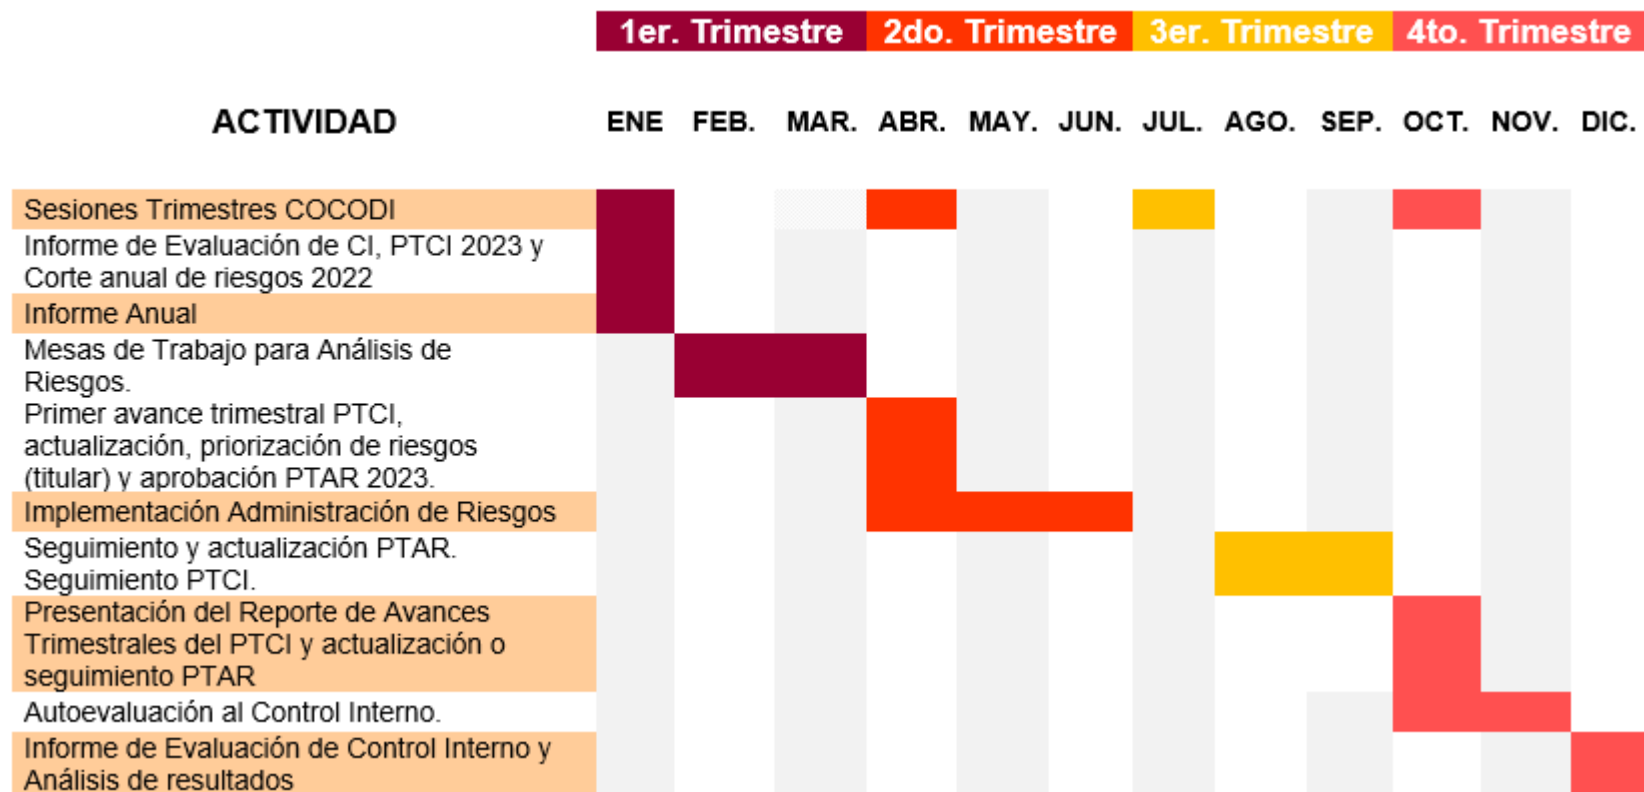 1er. Trimestre 2do. Trimestre 3er. Trimestre 4to. Trimestre
ACTIVIDAD ENE FEB. MAR. ABR. MAY. JUN. JUL. AGO. SEP. OCT. NOV. DIC.
Sesiones Trimestres COCODI
Informe de Evaluación de CI, PTCI 2023 y
Corte anual de riesgos 2022
Informe Anual
Mesas de Trabajo para Análisis de
Riesgos.
Primer avance trimestral PTCI,
actualización, priorización de riesgos
(titular) y aprobación PTAR 2023.
Implementación Administración de Riesgos
Seguimiento y actualización PTAR.
Seguimiento PTCI.
Presentación del Reporte de Avances
Trimestrales del PTCI y actualización o
seguimiento PTAR
Autoevaluación al Control Interno.
Informe de Evaluación de Control Interno y
Análisis de resultados